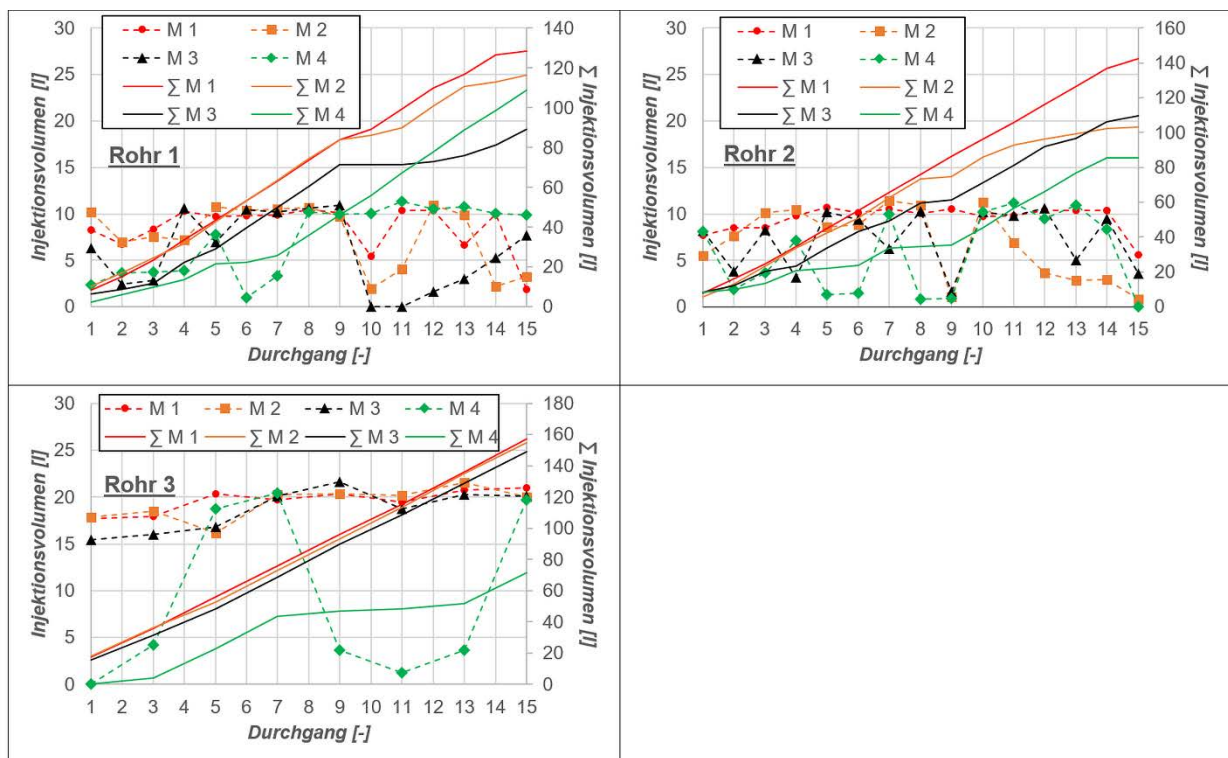 Injektionsvolumen [l]
30
25
20
15
10
5
0
M 1 M 2
M 3 M 4
∑ M 1 ∑ M 2
∑ M 3 ∑ M 4
Rohr 1
140
120
100
80
60
40
20
0
∑ Injektionsvolumen [l]
1 2 3 4 5 6 7 8 9 10 11 12 13 14 15
Durchgang [-]
Injektionsvolumen [l]
30
25
20
15
10
5
0
M 1 M 2
M 3 M 4
∑ M 1 ∑ M 2
∑ M 3 ∑ M 4
Rohr 2
160
140
120
100
80
60
40
20
0
∑ Injektionsvolumen [l]
1 2 3 4 5 6 7 8 9 10 11 12 13 14 15
Durchgang [-]
Injektionsvolumen [l]
30
25
20
15
10
5
0
M 1 M 2 M 3 M 4
∑ M 1 ∑ M 2 ∑ M 3 ∑ M 4
Rohr 3
180
160
140
120
100
80
60
40
20
0
∑ Injektionsvolumen [l]
1 2 3 4 5 6 7 8 9 10 11 12 13 14 15
Durchgang [-]